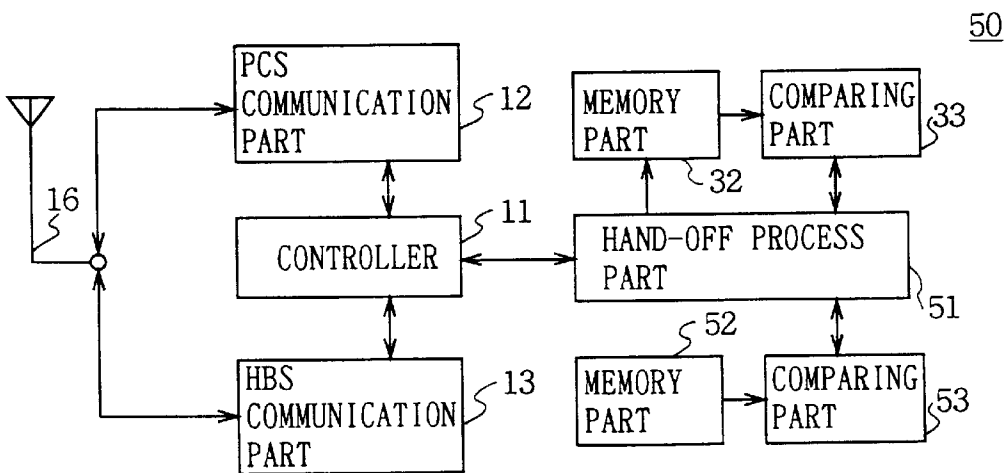 50
PCS
COMMUNICATION
PART
12
MEMORY
PART
32
COMPARING
PART
33
16
11
CONTROLLER
HAND-OFF PROCESS
PART
51
52
HBS
COMMUNICATION
PART
13
MEMORY
PART
COMPARING
PART
53